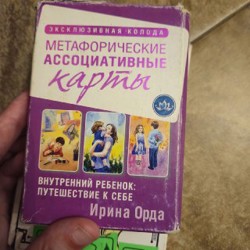 ЭКСКЛЮЗИВНАЯ КОЛОДА
МЕТАФОРИЧЕСКИЕ
АССОЦИАТИВНЫЕ
карты
ВНУТРЕННИЙ РЕБЕНОК:
ПУТЕШЕСТВИЕ К СЕБЕ
Ирина Орда